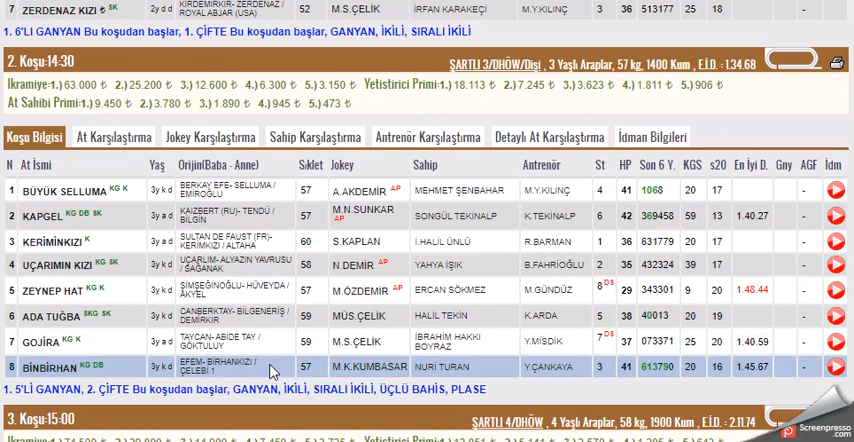 7 ZERDENAZ KIZI ₺ SK 2y d d KIRDEMİRKIR- ZERDENAZ / ROYAL ABJAR (USA) 52 M.S.ÇELİK İRFAN KARAKEÇİ M.Y.KILINÇ 3 36 513177 25 18
1. 6'LI GANYAN Bu koşudan başlar, 1. ÇİFTE Bu koşudan başlar, GANYAN, İKİLİ, SIRALI İKİLİ
2. Koşu:14:30 ŞARTLI 3/DHÖW/Dişi , 3 Yaşlı Araplar, 57 kg, 1400 Kum , E.İ.D. : 1.34.68
Ikramiye:1.) 63.000 ₺ 2.) 25.200 ₺ 3.) 12.600 ₺ 4.) 6.300 ₺ 5.) 3.150 ₺ Yetistirici Primi:1.) 18.113 ₺ 2.) 7.245 ₺ 3.) 3.623 ₺ 4.) 1.811 ₺ 5.) 906 ₺
At Sahibi Primi:1.) 9.450 ₺ 2.) 3.780 ₺ 3.) 1.890 ₺ 4.) 945 ₺ 5.) 473 ₺
Koşu Bilgisi At Karşılaştırma Jokey Karşılaştırma Sahip Karşılaştırma Antrenör Karşılaştırma Detaylı At Karşılaştırma İdman Bilgileri
N At İsmi Yaş Orijin(Baba - Anne) Sıklet Jokey Sahip Antrenör St HP Son 6 Y. KGS s20 En İyi D. Gny AGF İdm
1 BÜYÜK SELLUMA KG K 3y k d BERKAY EFE- SELLUMA / EMİROĞLU 57 A.AKDEMİR AP MEHMET ŞENBAHAR M.Y.KILINÇ 4 41 1068 20 17 -
2 KAPGEL KG DB SK 3y a d KAIZBERT (RU)- TENDÜ / BİLGİN 57 M.N.SUNKAR AP SONGÜL TEKİNALP K.TEKİNALP 6 42 369458 59 13 1.40.27 -
3 KERİMİNKIZI K 3y a d SULTAN DE FAUST (FR)- KERİMKIZI / ALTAHA 60 S.KAPLAN İ.HALİL ÜNLÜ R.BARMAN 1 36 631779 20 17 -
4 UÇARIMIN KIZI KG SK 3y a d UÇARLIM- ALYAZIN YAVRUSU / SAĞANAK 58 N.DEMİR AP YAHYA IŞIK B.FAHRİOĞLU 2 35 432324 39 17 -
5 ZEYNEP HAT KG K 3y k d ŞİMŞEĞİNOĞLU- HÜVEYDA / AKYEL 57 M.ÖZDEMİR AP ERCAN SÖKMEZ M.GÜNDÜZ 8 DS 29 343301 9 20 1.48.44 -
6 ADA TUĞBA SKG SK 3y k d CANBERKTAY- BİLGENERİŞ / DEMİRKIR 59 MÜS.ÇELİK HALİL TEKİN K.ARDA 5 38 40013 20 15 -
7 GOJİRA KG K 3y a d TAYCAN- ABİDE TAY / GÖKTULUY 59 M.S.ÇELİK İBRAHİM HAKKI BOYRAZ Y.MİSDİK 7 DS 37 073371 25 20 1.40.59 -
8 BİNBİRHAN KG DB 3y k d EFEM- BİRHANKIZI / ÇELEBİ.1 57 M.K.KUMBASAR NURİ TURAN Y.ÇANKAYA 3 41 613790 20 16 1.45.67 -
1. 5'Lİ GANYAN, 2. ÇİFTE Bu koşudan başlar, GANYAN, İKİLİ, SIRALI İKİLİ, ÜÇLÜ BAHİS, PLASE
3. Koşu:15:00 ŞARTLI 4/DHÖW , 4 Yaşlı Araplar, 58 kg, 1900 Kum , E.İ.D. : 2.11.74
Screenpresso